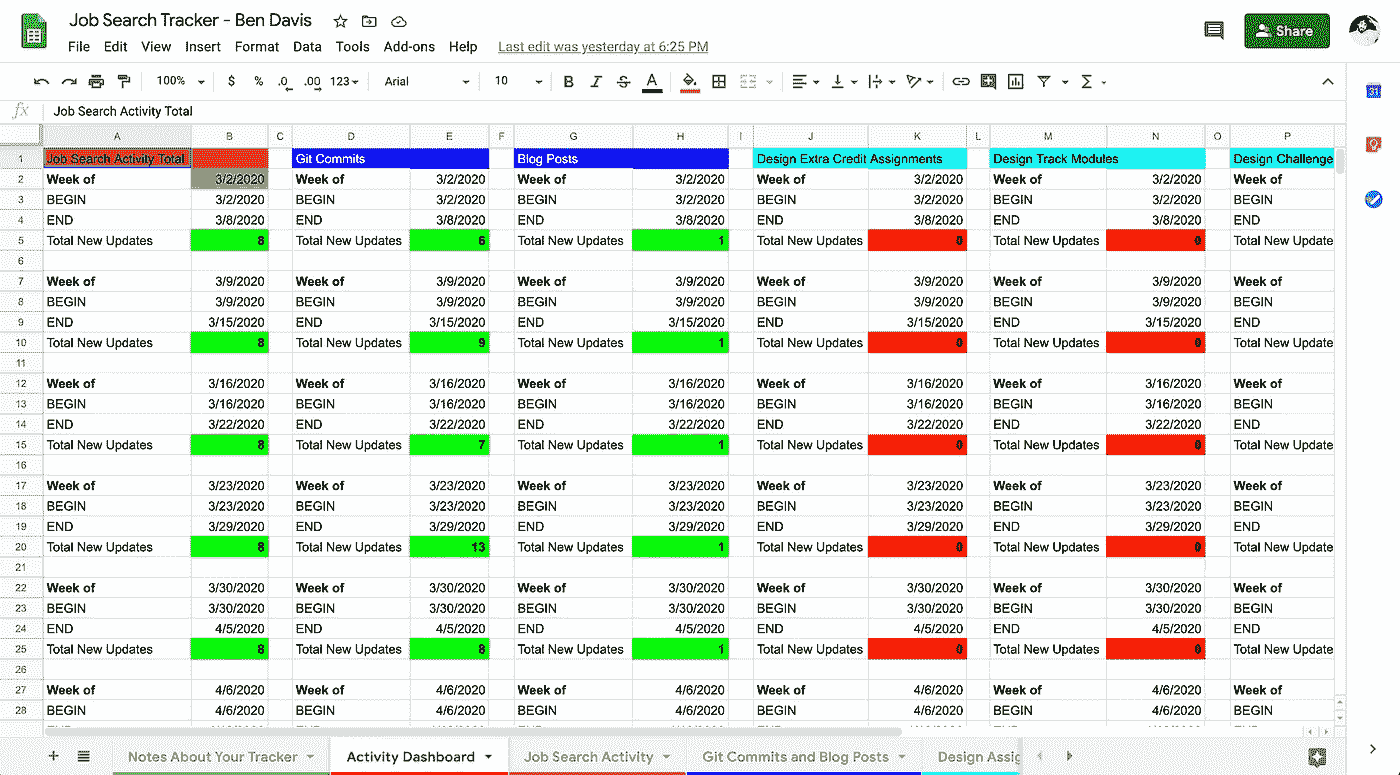 Job Search Tracker - Ben Davis
File Edit View Insert Format Data Tools Add-ons Help Last edit was yesterday at 6:25 PM
Share
100% $ % .0 .00 123 Arial 10 B I S A
fx Job Search Activity Total
A B C D E F G H I J K L M N O P
1 Job Search Activity Total Git Commits Blog Posts Design Extra Credit Assignments Design Track Modules Design Challenge
2 Week of 3/2/2020 Week of 3/2/2020 Week of 3/2/2020 Week of 3/2/2020 Week of 3/2/2020 Week of
3 BEGIN 3/2/2020 BEGIN 3/2/2020 BEGIN 3/2/2020 BEGIN 3/2/2020 BEGIN 3/2/2020 BEGIN
4 END 3/8/2020 END 3/8/2020 END 3/8/2020 END 3/8/2020 END 3/8/2020 END
5 Total New Updates 8 Total New Updates 6 Total New Updates 1 Total New Updates 0 Total New Updates 0 Total New Update
6
7 Week of 3/9/2020 Week of 3/9/2020 Week of 3/9/2020 Week of 3/9/2020 Week of 3/9/2020 Week of
8 BEGIN 3/9/2020 BEGIN 3/9/2020 BEGIN 3/9/2020 BEGIN 3/9/2020 BEGIN 3/9/2020 BEGIN
9 END 3/15/2020 END 3/15/2020 END 3/15/2020 END 3/15/2020 END 3/15/2020 END
10 Total New Updates 8 Total New Updates 9 Total New Updates 1 Total New Updates 0 Total New Updates 0 Total New Update
11
12 Week of 3/16/2020 Week of 3/16/2020 Week of 3/16/2020 Week of 3/16/2020 Week of 3/16/2020 Week of
13 BEGIN 3/16/2020 BEGIN 3/16/2020 BEGIN 3/16/2020 BEGIN 3/16/2020 BEGIN 3/16/2020 BEGIN
14 END 3/22/2020 END 3/22/2020 END 3/22/2020 END 3/22/2020 END 3/22/2020 END
15 Total New Updates 8 Total New Updates 7 Total New Updates 1 Total New Updates 0 Total New Updates 0 Total New Update
16
17 Week of 3/23/2020 Week of 3/23/2020 Week of 3/23/2020 Week of 3/23/2020 Week of 3/23/2020 Week of
18 BEGIN 3/23/2020 BEGIN 3/23/2020 BEGIN 3/23/2020 BEGIN 3/23/2020 BEGIN 3/23/2020 BEGIN
19 END 3/29/2020 END 3/29/2020 END 3/29/2020 END 3/29/2020 END 3/29/2020 END
20 Total New Updates 8 Total New Updates 13 Total New Updates 1 Total New Updates 0 Total New Updates 0 Total New Update
21
22 Week of 3/30/2020 Week of 3/30/2020 Week of 3/30/2020 Week of 3/30/2020 Week of 3/30/2020 Week of
23 BEGIN 3/30/2020 BEGIN 3/30/2020 BEGIN 3/30/2020 BEGIN 3/30/2020 BEGIN 3/30/2020 BEGIN
24 END 4/5/2020 END 4/5/2020 END 4/5/2020 END 4/5/2020 END 4/5/2020 END
25 Total New Updates 8 Total New Updates 8 Total New Updates 1 Total New Updates 0 Total New Updates 0 Total New Update
26
27 Week of 4/6/2020 Week of 4/6/2020 Week of 4/6/2020 Week of 4/6/2020 Week of 4/6/2020 Week of
28 BEGIN 4/6/2020 BEGIN 4/6/2020 BEGIN 4/6/2020 BEGIN 4/6/2020 BEGIN 4/6/2020 BEGIN
Notes About Your Tracker Activity Dashboard Job Search Activity Git Commits and Blog Posts Design Assig